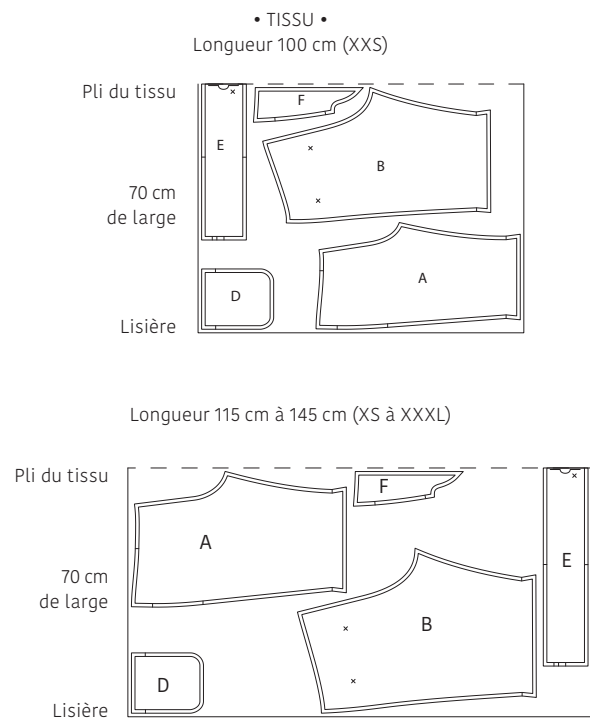 • TISSU •
Longueur 100 cm (XXS)
Pli du tissu
F
E
B
70 cm
de large
A
D
Lisière
Longueur 115 cm à 145 cm (XS à XXXL)
Pli du tissu
F
A
E
70 cm
de large
B
D
Lisière